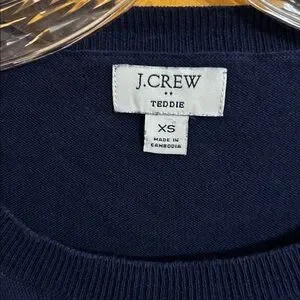 J.CREW
TEDDIE
XS
MADE IN
CAMBODIA